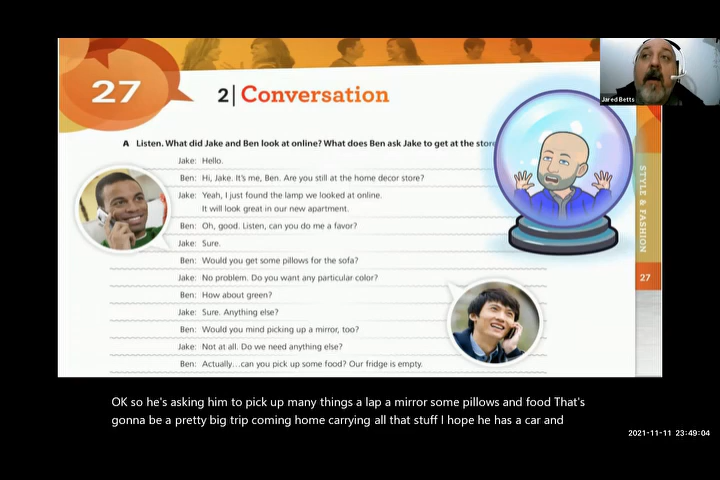 27
2|Conversation
A Listen. What did Jake and Ben look at online? What does Ben ask Jake to get at the
Jake: Hello.
Ben: Hi, Jake. It's me, Ben. Are you still at the home decor store?
Jake: Yeah, I just found the lamp we looked at online.
It will look great in our new apartment.
Ben: Oh, good. Listen, can you do me a favor?
Jake: Sure.
Ben: Would you get some pillows for the sofa?
Jake: No problem. Do you want any particular color?
Ben: How about green?
Jake: Sure. Anything else?
Ben: Would you mind picking up a mirror, too?
Jake: Not at all. Do we need anything else?
Ben: Actually...can you pick up some food? Our fridge is empty.
Jared Betts
STYLE & FASHION
27
OK so he's asking him to pick up many things a lap a mirror some pillows and food That's
gonna be a pretty big trip coming home carrying all that stuff I hope he has a car and
2021-11-11 23:49:04